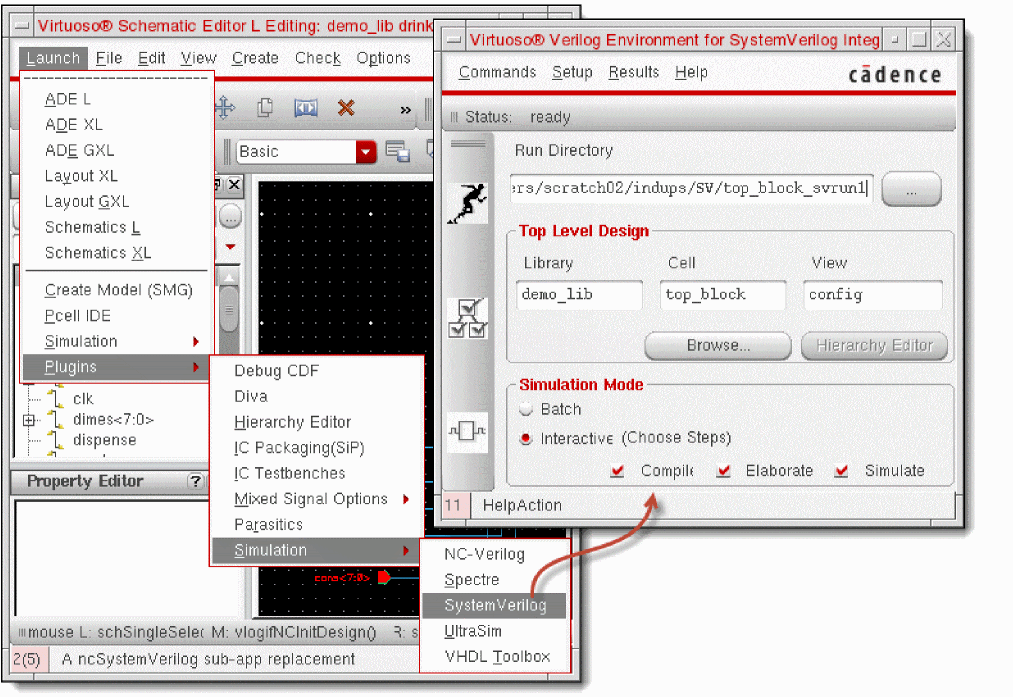 Virtuoso® Schematic Editor L Editing: demo_lib drink
Launch File Edit View Create Check Options
ADE L
ADE XL
ADE GXL
Layout XL
Layout GXL
Schematics L
Schematics XL
Create Model (SMG)
Pcell IDE
Simulation
Plugins
»
Basic
...
clk
dimes<7:0>
dispense
Property Editor ?
Debug CDF
Diva
Hierarchy Editor
IC Packaging(SiP)
IC Testbenches
Mixed Signal Options
Parasitics
Simulation
NC-Verilog
Spectre
SystemVerilog
UltraSim
VHDL Toolbox
mouse L: schSingleSelec M: vlogifNCInitDesign() R: s
2(5) A ncSystemVerilog sub-app replacement
Virtuoso® Verilog Environment for SystemVerilog Integ
Commands Setup Results Help
cādence
Status: ready
Run Directory
ers/scratch02/indups/SV/top_block_svrun1
...
Top Level Design
Library Cell View
demo_lib top_block config
Browse... Hierarchy Editor
Simulation Mode
Batch
Interactive (Choose Steps)
Compile Elaborate Simulate
11 HelpAction